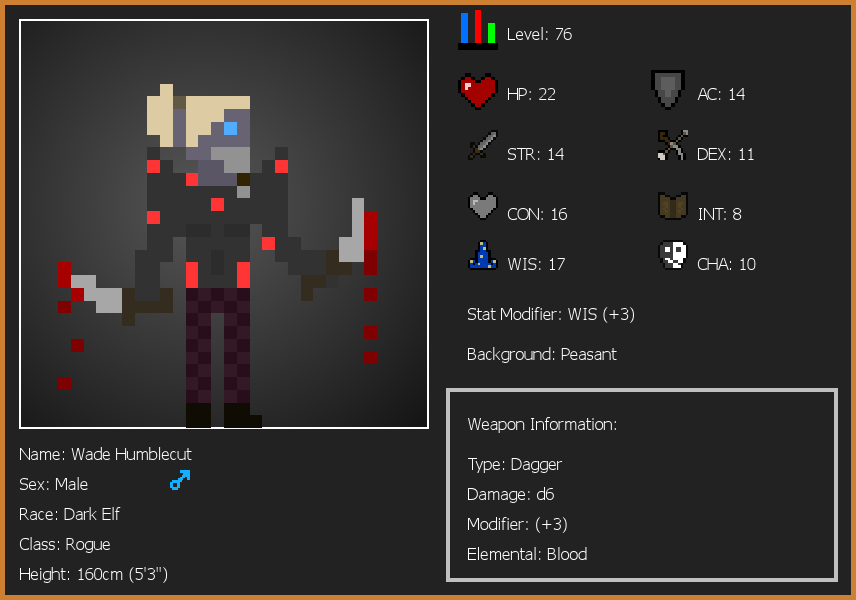 Level: 76
HP: 22
AC: 14
STR: 14
DEX: 11
CON: 16
INT: 8
WIS: 17
CHA: 10
Stat Modifier: WIS (+3)
Background: Peasant
Weapon Information:
Type: Dagger
Damage: d6
Modifier: (+3)
Elemental: Blood
Name: Wade Humblecut
Sex: Male
Race: Dark Elf
Class: Rogue
Height: 160cm (5'3")